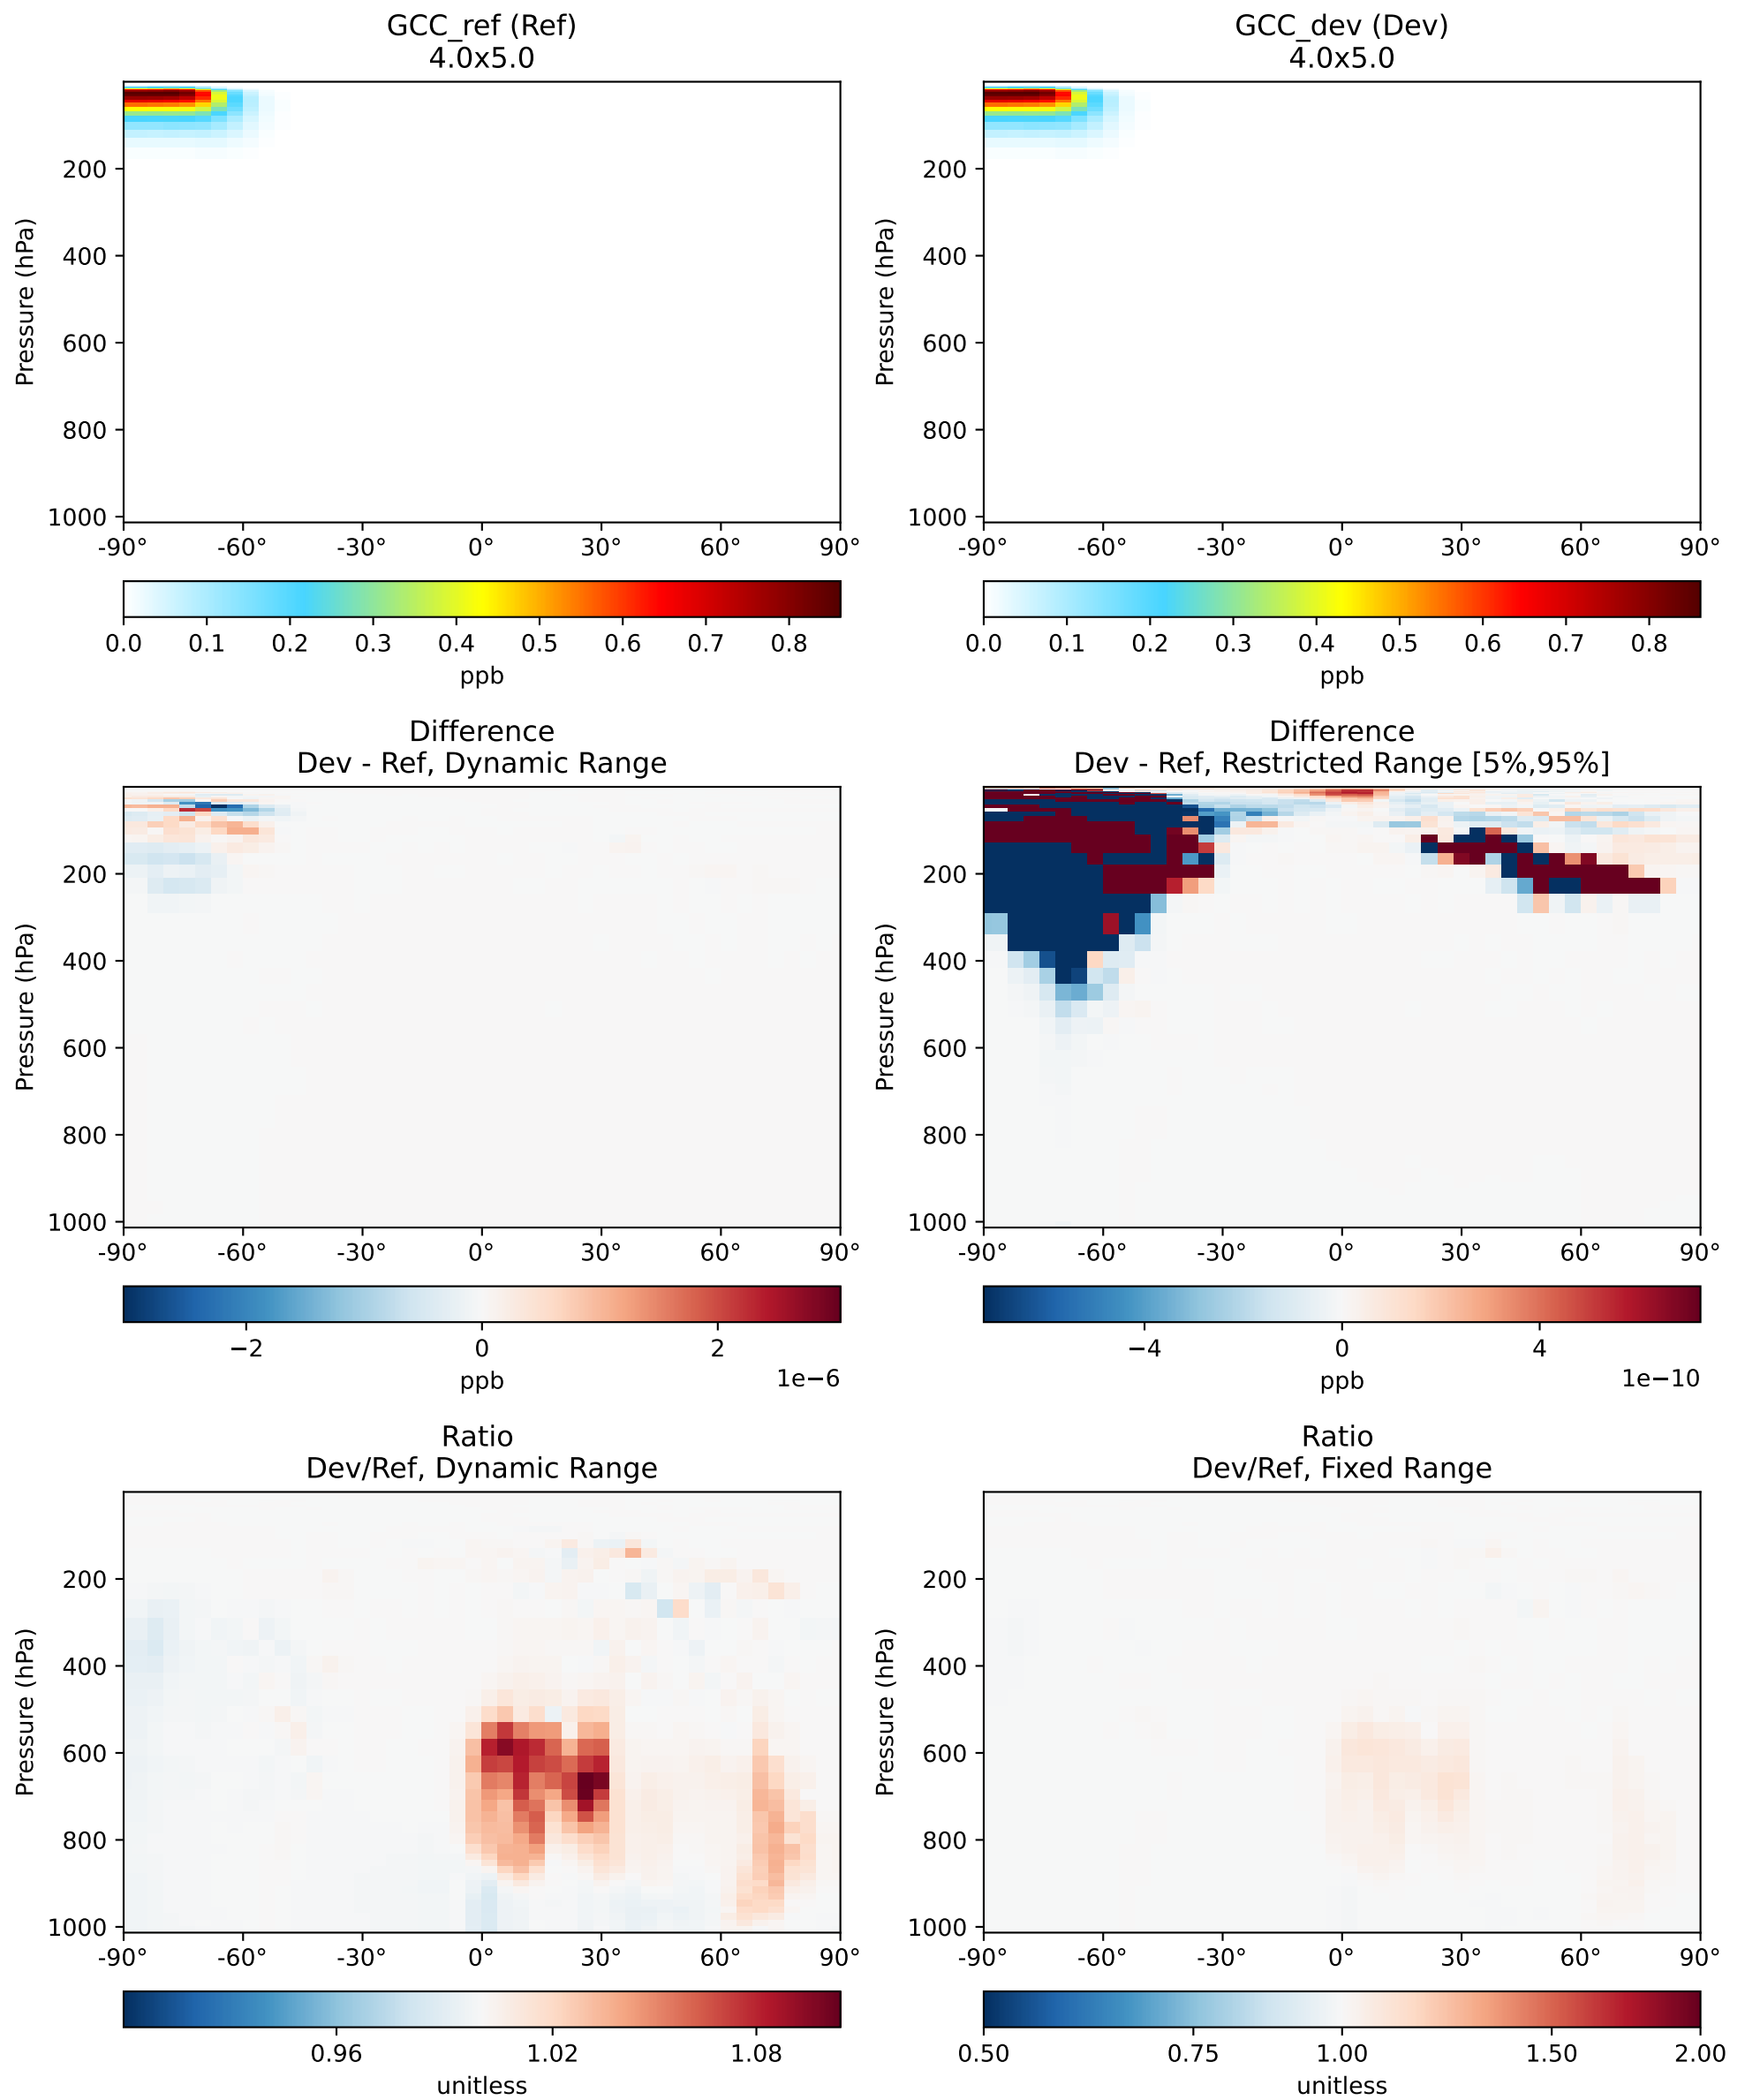 GCC_ref (Ref)
4.0x5.0
Pressure (hPa)
200
400
600
800
1000
-90° -60° -30° 0° 30° 60° 90°
0.0 0.1 0.2 0.3 0.4 0.5 0.6 0.7 0.8
ppb
GCC_dev (Dev)
4.0x5.0
Pressure (hPa)
200
400
600
800
1000
-90° -60° -30° 0° 30° 60° 90°
0.0 0.1 0.2 0.3 0.4 0.5 0.6 0.7 0.8
ppb
Difference
Dev - Ref, Dynamic Range
Pressure (hPa)
200
400
600
800
1000
-90° -60° -30° 0° 30° 60° 90°
−2 0 2
ppb 1e−6
Difference
Dev - Ref, Restricted Range [5%,95%]
Pressure (hPa)
200
400
600
800
1000
-90° -60° -30° 0° 30° 60° 90°
−4 0 4
ppb 1e−10
Ratio
Dev/Ref, Dynamic Range
Pressure (hPa)
200
400
600
800
1000
-90° -60° -30° 0° 30° 60° 90°
0.96 1.02 1.08
unitless
Ratio
Dev/Ref, Fixed Range
Pressure (hPa)
200
400
600
800
1000
-90° -60° -30° 0° 30° 60° 90°
0.50 0.75 1.00 1.50 2.00
unitless